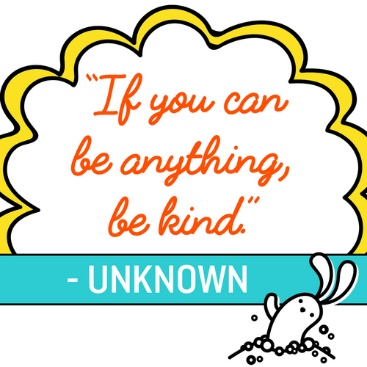 “If you can
be anything,
be kind.”
- UNKNOWN